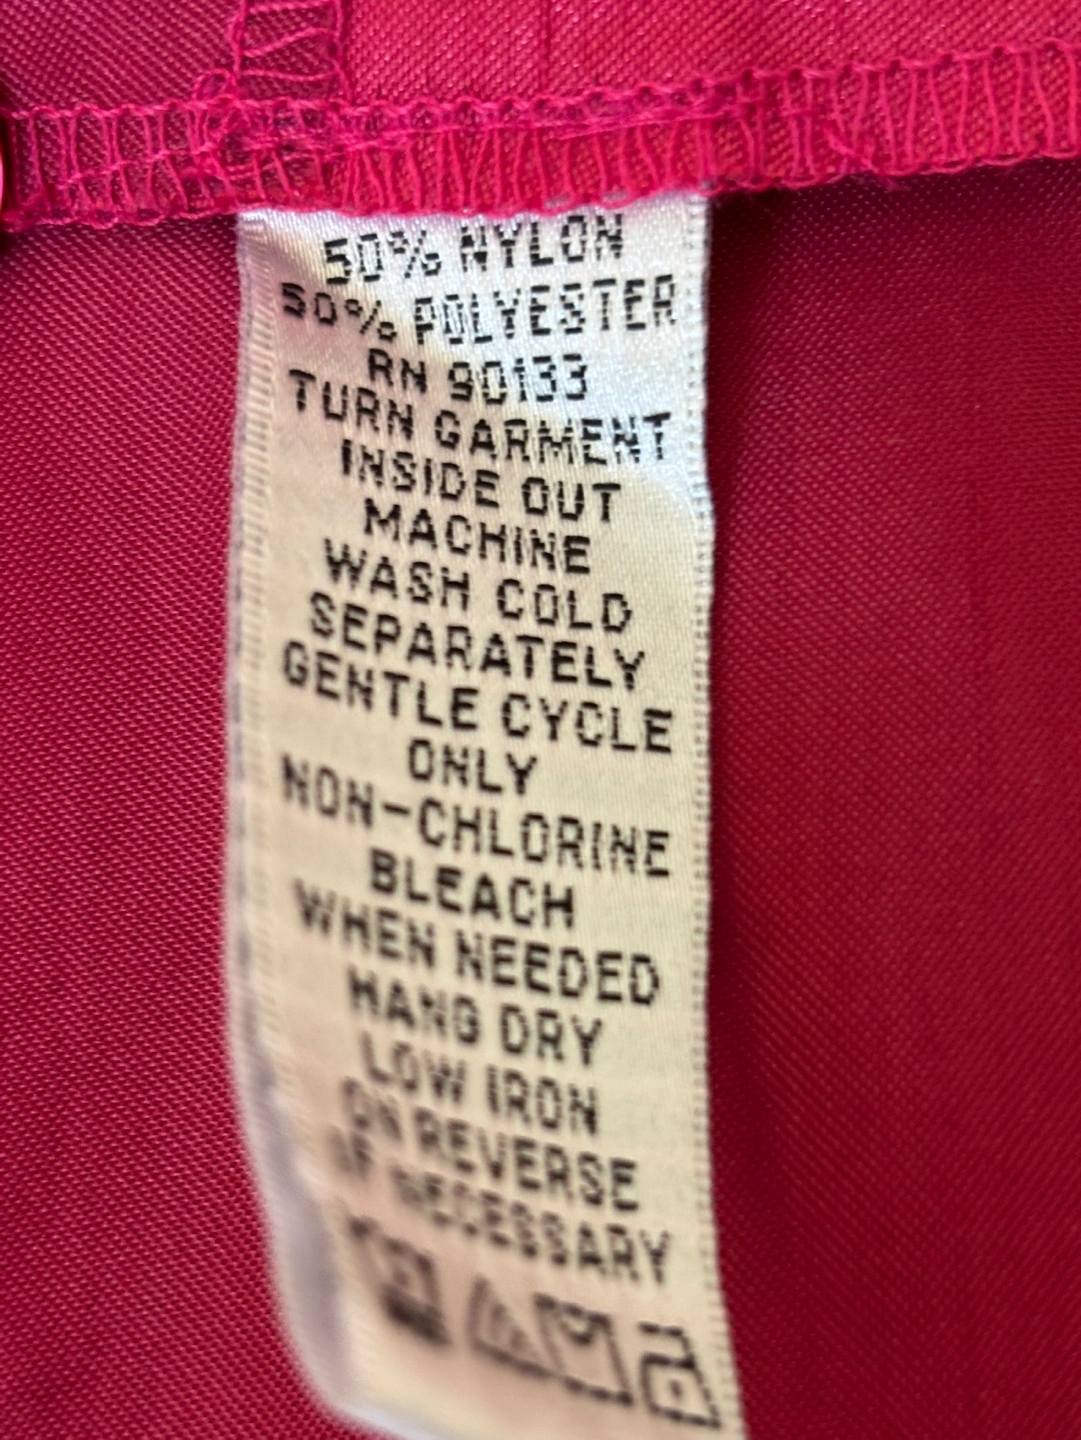 50% NYLON
50% POLYESTER
RN 90133
TURN GARMENT
INSIDE OUT
MACHINE
WASH COLD
SEPARATELY
GENTLE CYCLE
ONLY
NON-CHLORINE
BLEACH
WHEN NEEDED
HANG DRY
LOW IRON
ON REVERSE
IF NECESSARY